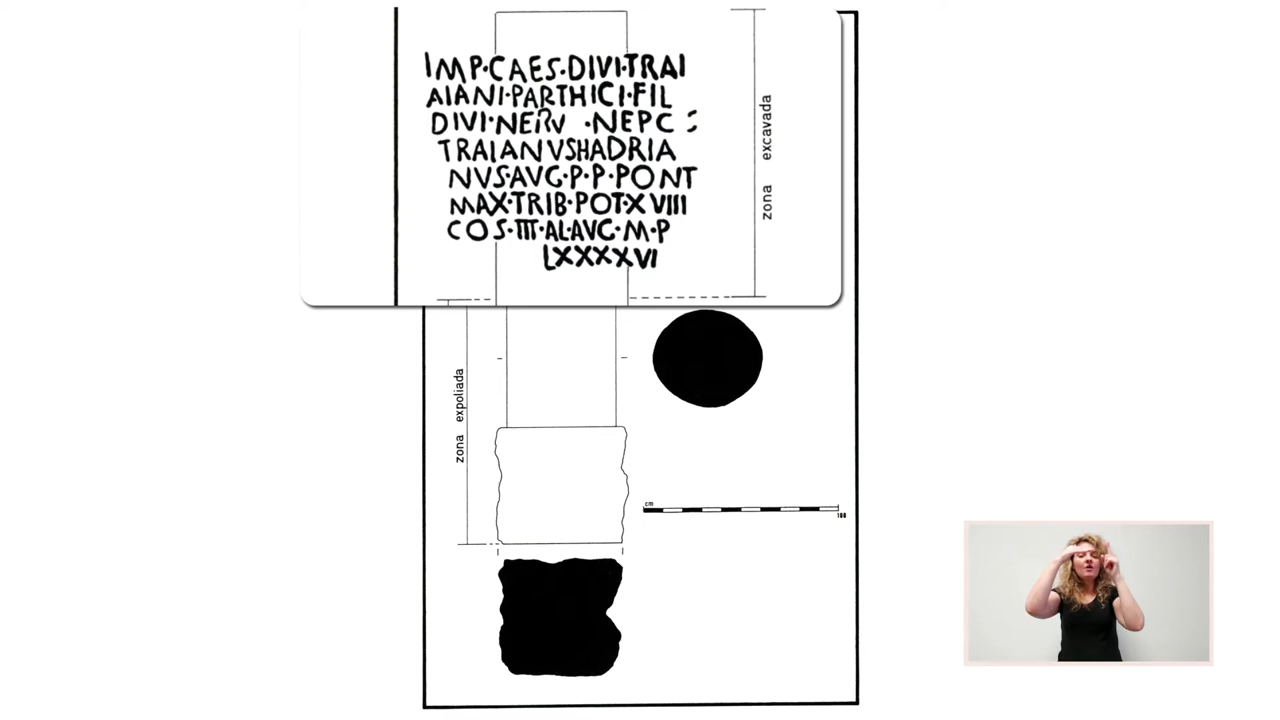 IMP·CAES·DIVI·TRAI
AIANI·PARTHICI·FIL
DIVI·NERV ·NEPC
TRAIANVSHADRIA
NVS·AVG·P·P·PONT
MAX·TRIB·POT·XVIII
COS·III·AL·AVG·M·P
LXXXXVI
zona excavada
zona expoliada
cm
100